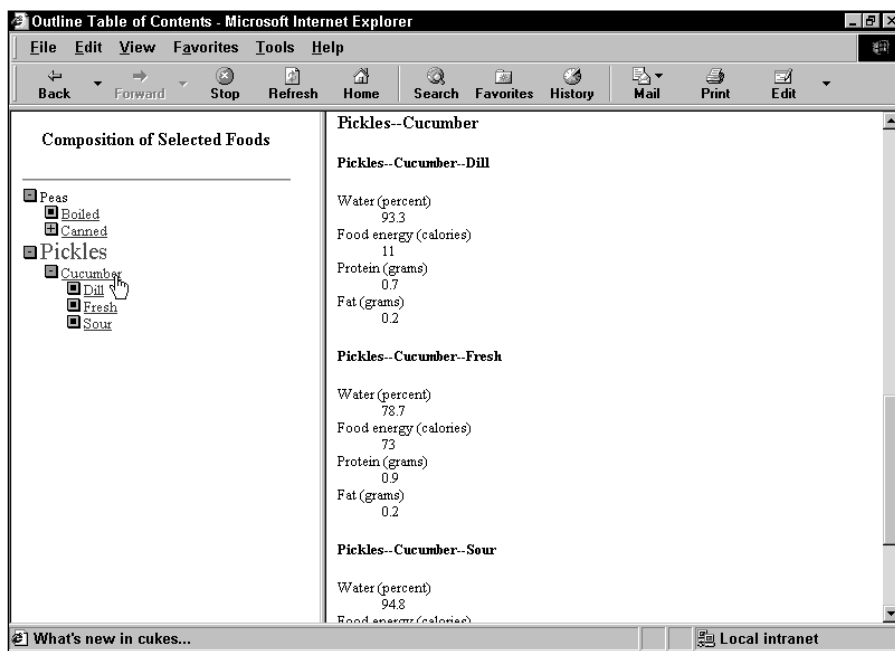 Outline Table of Contents - Microsoft Internet Explorer
File Edit View Favorites Tools Help
Back Forward Stop Refresh Home Search Favorites History Mail Print Edit
Composition of Selected Foods
Peas
Boiled
Canned
Pickles
Cucumber
Dill
Fresh
Sour
Pickles--Cucumber
Pickles--Cucumber--Dill
Water (percent)
93.3
Food energy (calories)
11
Protein (grams)
0.7
Fat (grams)
0.2
Pickles--Cucumber--Fresh
Water (percent)
78.7
Food energy (calories)
73
Protein (grams)
0.9
Fat (grams)
0.2
Pickles--Cucumber--Sour
Water (percent)
94.8
Food energy (calories)
What's new in cukes...
Local intranet